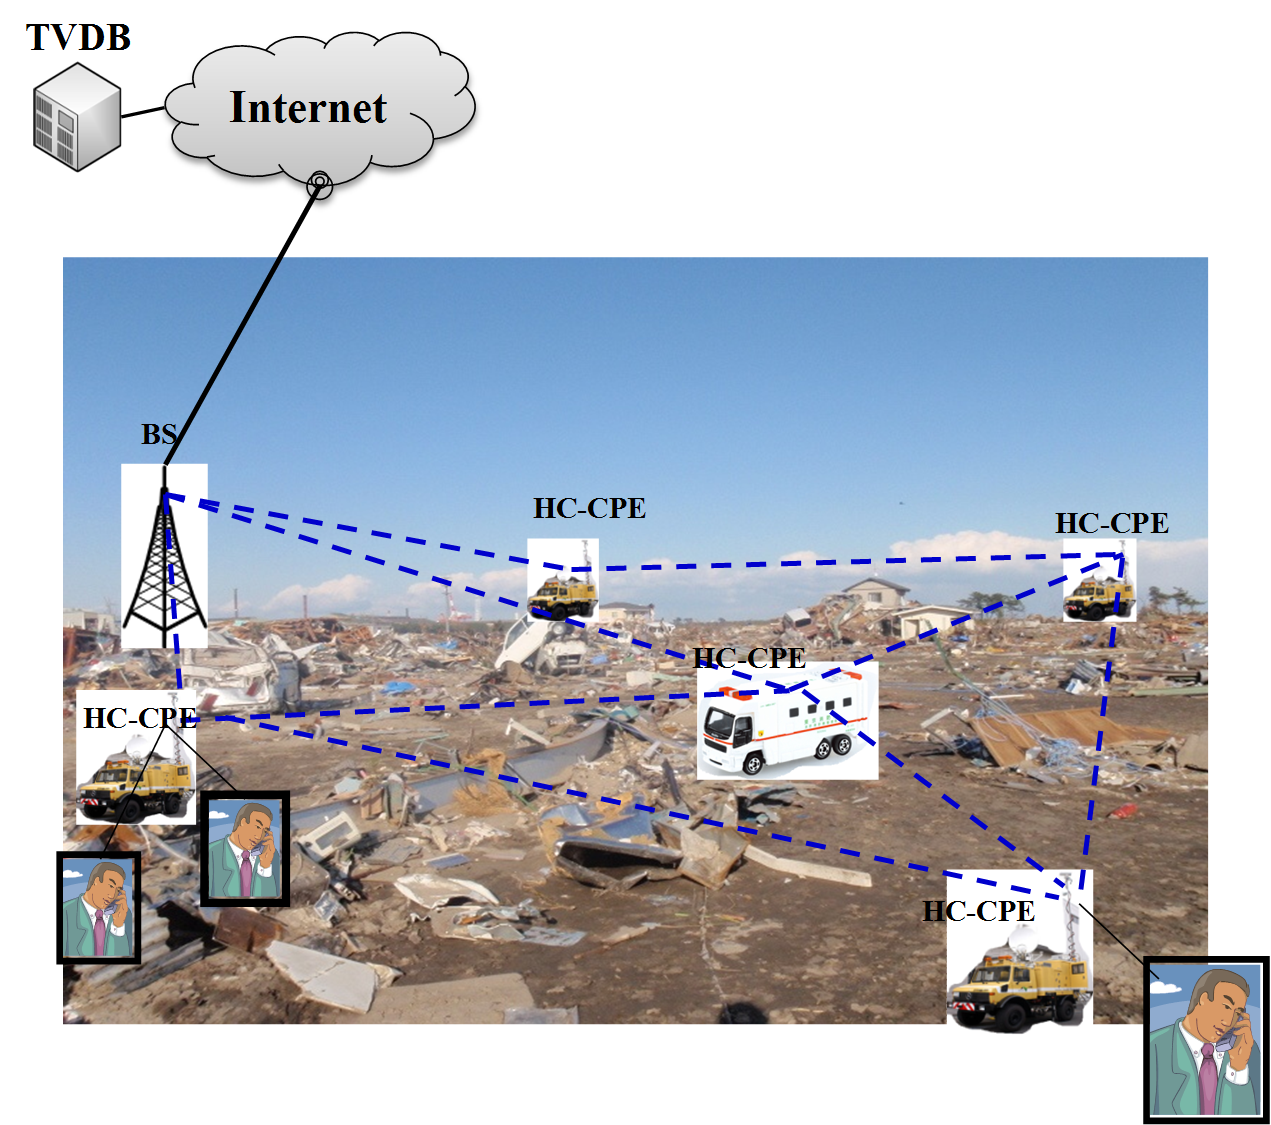 TVDB
Internet
BS
HC-CPE
HC-CPE
HC-CPE
HC-CPE
HC-CPE